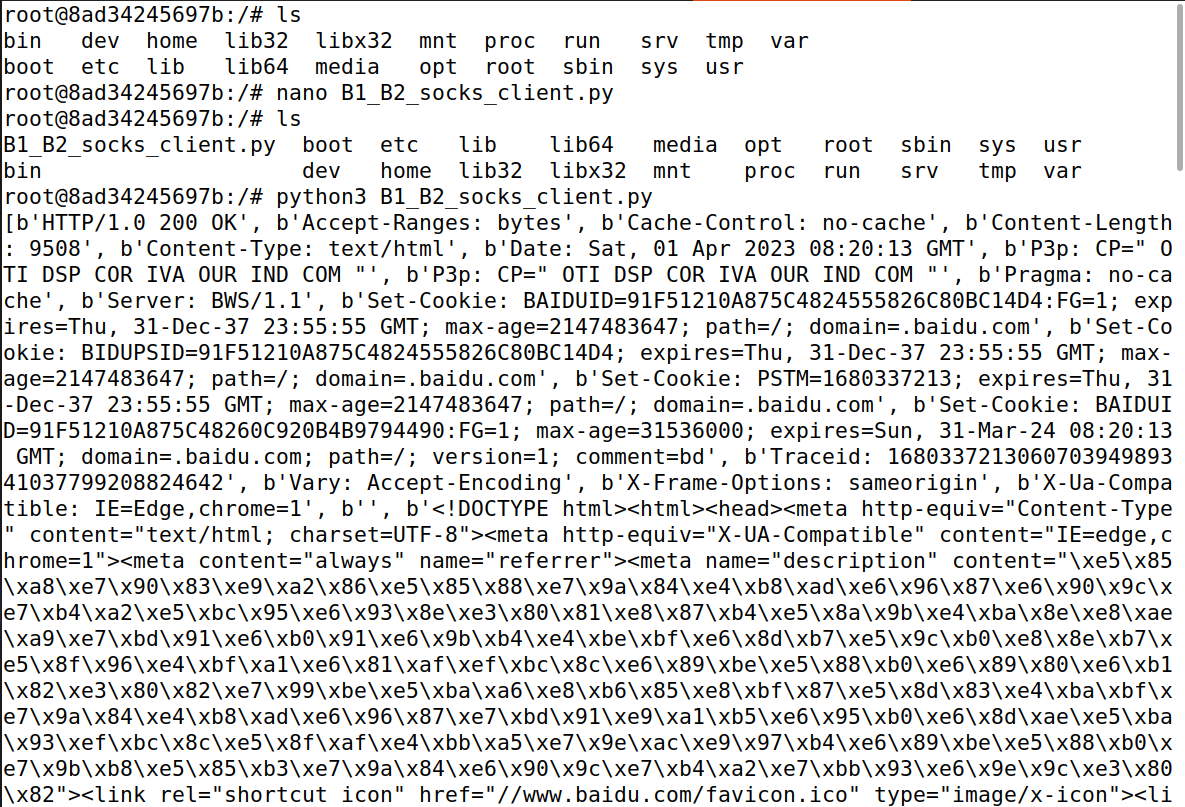 root@8ad34245697b:/# ls
bin   dev  home  lib32  libx32  mnt  proc  run   srv  tmp  var
boot  etc  lib   lib64  media   opt  root  sbin  sys  usr
root@8ad34245697b:/# nano B1_B2_socks_client.py
root@8ad34245697b:/# ls
B1_B2_socks_client.py  boot  etc   lib    lib64   media  opt   root  sbin  sys  usr
bin                    dev   home  lib32  libx32  mnt    proc  run   srv   tmp  var
root@8ad34245697b:/# python3 B1_B2_socks_client.py
[b'HTTP/1.0 200 OK', b'Accept-Ranges: bytes', b'Cache-Control: no-cache', b'Content-Length
: 9508', b'Content-Type: text/html', b'Date: Sat, 01 Apr 2023 08:20:13 GMT', b'P3p: CP=" O
TI DSP COR IVA OUR IND COM "', b'P3p: CP=" OTI DSP COR IVA OUR IND COM "', b'Pragma: no-ca
che', b'Server: BWS/1.1', b'Set-Cookie: BAIDUID=91F51210A875C4824555826C80BC14D4:FG=1; exp
ires=Thu, 31-Dec-37 23:55:55 GMT; max-age=2147483647; path=/; domain=.baidu.com', b'Set-Co
okie: BIDUPSID=91F51210A875C4824555826C80BC14D4; expires=Thu, 31-Dec-37 23:55:55 GMT; max-
age=2147483647; path=/; domain=.baidu.com', b'Set-Cookie: PSTM=1680337213; expires=Thu, 31
-Dec-37 23:55:55 GMT; max-age=2147483647; path=/; domain=.baidu.com', b'Set-Cookie: BAIDUI
D=91F51210A875C48260C920B4B9794490:FG=1; max-age=31536000; expires=Sun, 31-Mar-24 08:20:13
 GMT; domain=.baidu.com; path=/; version=1; comment=bd', b'Traceid: 1680337213060703949893
41037799208824642', b'Vary: Accept-Encoding', b'X-Frame-Options: sameorigin', b'X-Ua-Compa
tible: IE=Edge,chrome=1', b'', b'<!DOCTYPE html><html><head><meta http-equiv="Content-Type
" content="text/html; charset=UTF-8"><meta http-equiv="X-UA-Compatible" content="IE=edge,c
hrome=1"><meta content="always" name="referrer"><meta name="description" content="\xe5\x85
\xa8\xe7\x90\x83\xe9\xa2\x86\xe5\x85\x88\xe7\x9a\x84\xe4\xb8\xad\xe6\x96\x87\xe6\x90\x9c\x
e7\xb4\xa2\xe5\xbc\x95\xe6\x93\x8e\xe3\x80\x81\xe8\x87\xb4\xe5\x8a\x9b\xe4\xba\x8e\xe8\xae
\xa9\xe7\xbd\x91\xe6\xb0\x91\xe6\x9b\xb4\xe4\xbe\xbf\xe6\x8d\xb7\xe5\x9c\xb0\xe8\x8e\xb7\x
e5\x8f\x96\xe4\xbf\xa1\xe6\x81\xaf\xef\xbc\x8c\xe6\x89\xbe\xe5\x88\xb0\xe6\x89\x80\xe6\xb1
\x82\xe3\x80\x82\xe7\x99\xbe\xe5\xba\xa6\xe8\xb6\x85\xe8\xbf\x87\xe5\x8d\x83\xe4\xba\xbf\x
e7\x9a\x84\xe4\xb8\xad\xe6\x96\x87\xe7\xbd\x91\xe9\xa1\xb5\xe6\x95\xb0\xe6\x8d\xae\xe5\xba
\x93\xef\xbc\x8c\xe5\x8f\xaf\xe4\xbb\xa5\xe7\x9e\xac\xe9\x97\xb4\xe6\x89\xbe\xe5\x88\xb0\x
e7\x9b\xb8\xe5\x85\xb3\xe7\x9a\x84\xe6\x90\x9c\xe7\xb4\xa2\xe7\xbb\x93\xe6\x9e\x9c\xe3\x80
\x82"><link rel="shortcut icon" href="//www.baidu.com/favicon.ico" type="image/x-icon"><li